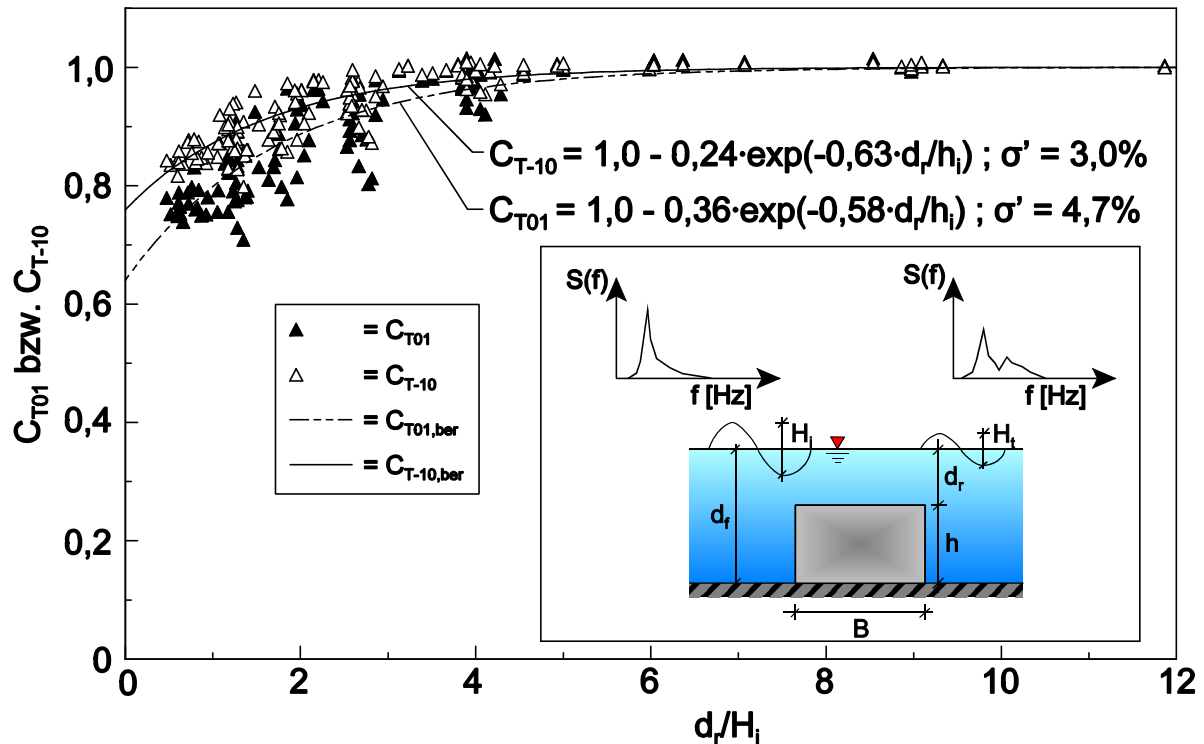 C_T01 bzw. C_T-10
1,0
0,8
0,6
0,4
0,2
0
0 2 4 6 8 10 12
d_r/H_i
C_T-10 = 1,0 - 0,24·exp(-0,63·d_r/h_i) ; σ' = 3,0%
C_T01 = 1,0 - 0,36·exp(-0,58·d_r/h_i) ; σ' = 4,7%
= C_T01
= C_T-10
= C_T01,ber
= C_T-10,ber
S(f)
f [Hz]
S(f)
f [Hz]
H_i
H_t
d_r
d_f
h
B